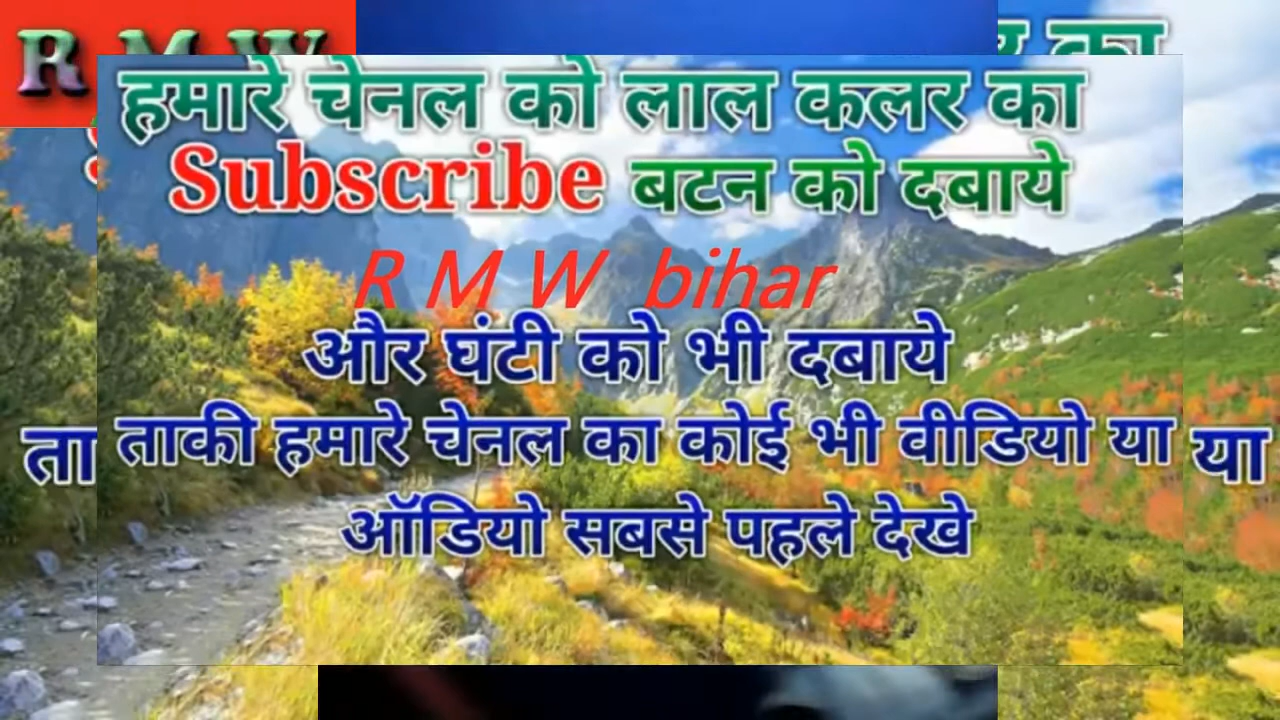 R M W
र का
हमारे चेनल को लाल कलर का
Subscribe बटन को दबाये
R M W bihar
और घंटी को भी दबाये
ता
ताकी हमारे चेनल का कोई भी वीडियो या
या
ऑडियो सबसे पहले देखे